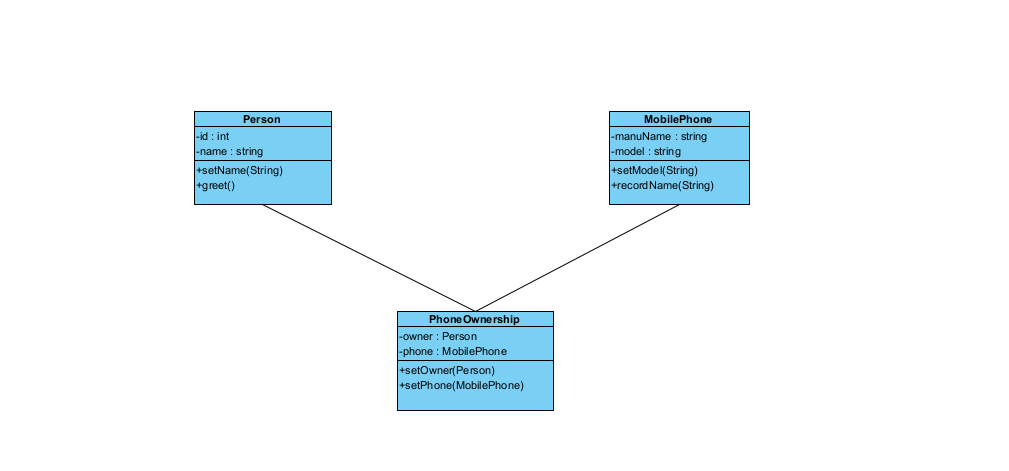 Person
-id : int
-name : string
+setName(String)
+greet()
MobilePhone
-manuName : string
-model : string
+setModel(String)
+recordName(String)
PhoneOwnership
-owner : Person
-phone : MobilePhone
+setOwner(Person)
+setPhone(MobilePhone)